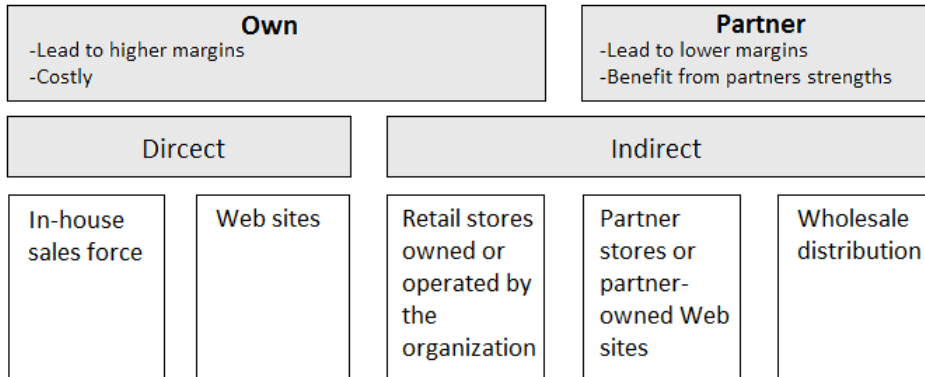 Own
-Lead to higher margins
-Costly
Partner
-Lead to lower margins
-Benefit from partners strengths
Dircect
Indirect
In-house
sales force
Web sites
Retail stores
owned or
operated by
the
organization
Partner
stores or
partner-
owned Web
sites
Wholesale
distribution